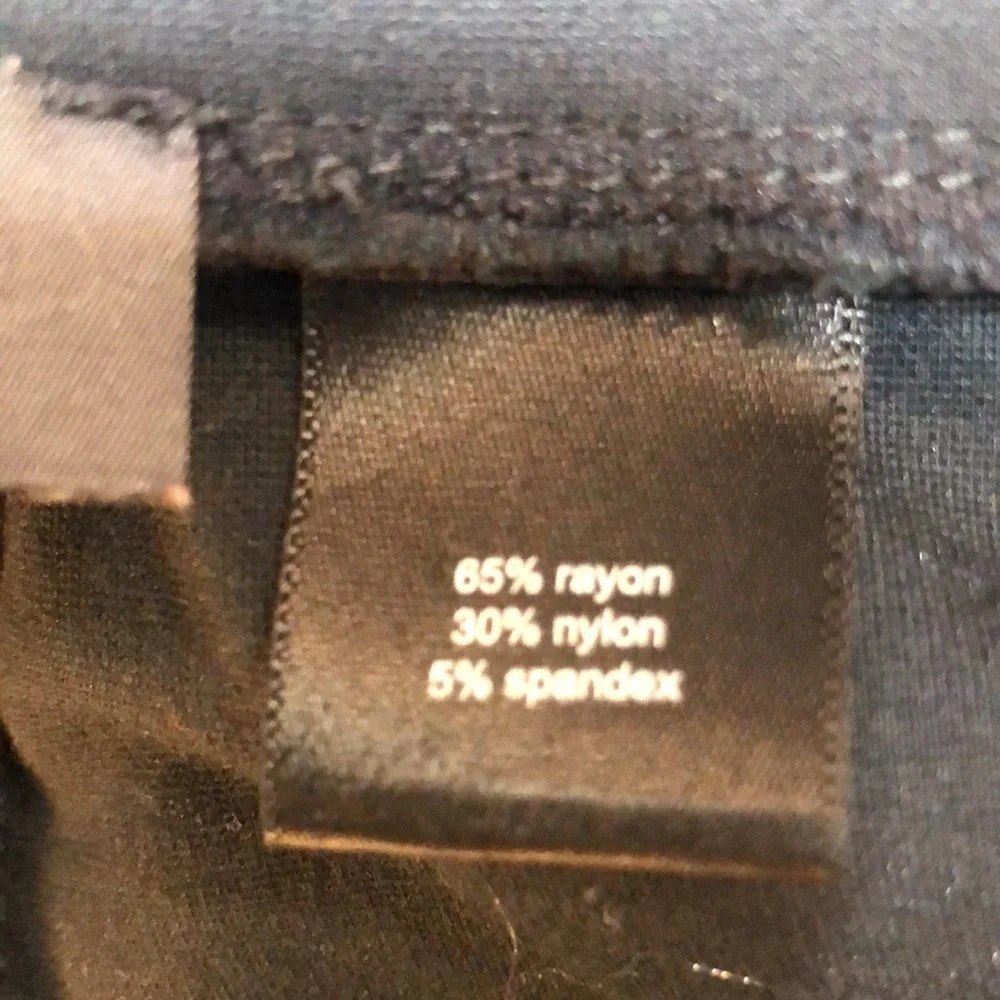 65% rayon
30% nylon
5% spandex